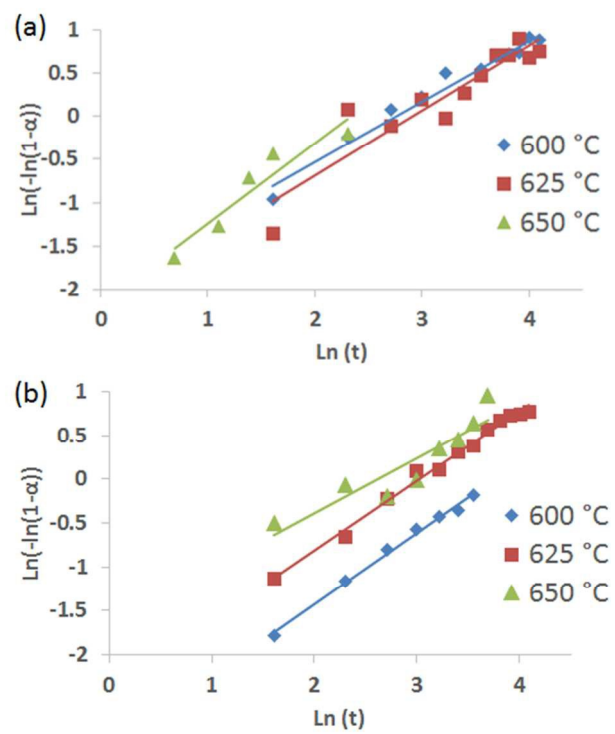 (a)
Ln(-ln(1-α))
1
0.5
0
-0.5
-1
-1.5
-2
0 1 2 3 4
Ln (t)
600 °C
625 °C
650 °C
(b)
Ln(-ln(1-α))
1
0.5
0
-0.5
-1
-1.5
-2
0 1 2 3 4
Ln (t)
600 °C
625 °C
650 °C